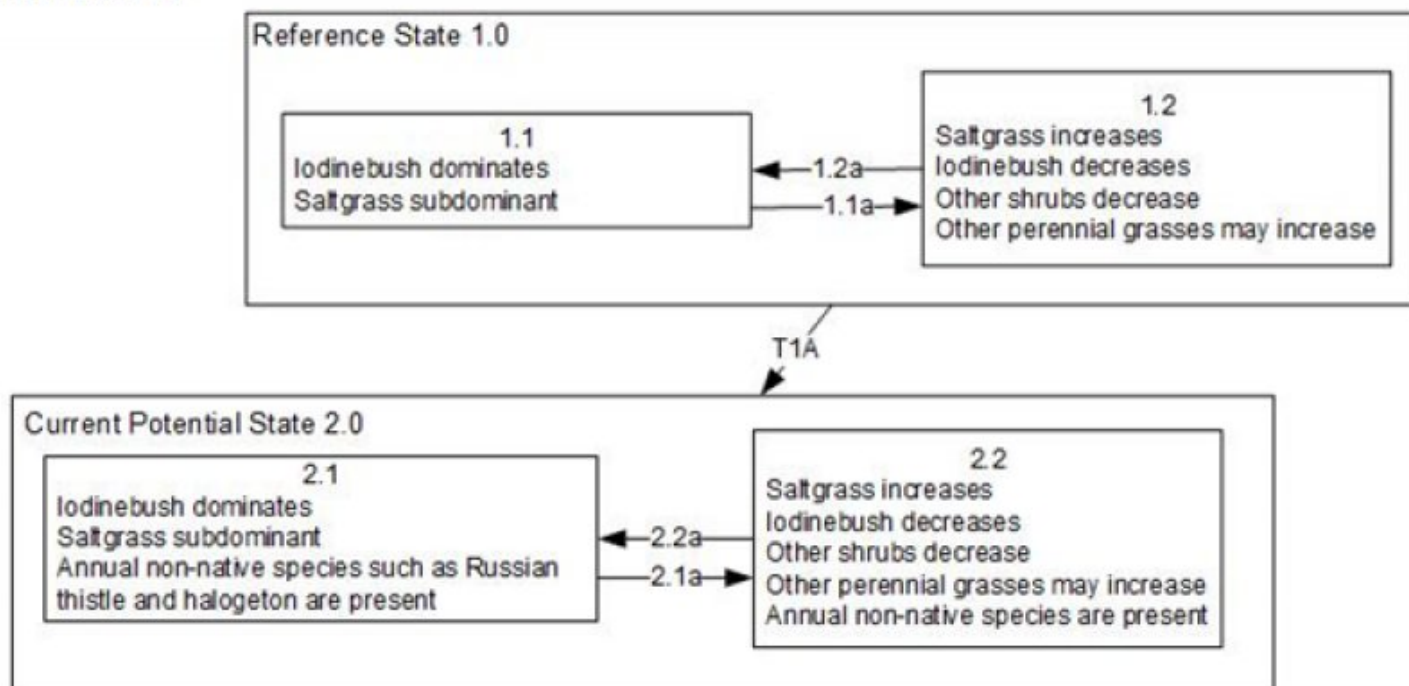 Reference State 1.0
1.1
Iodinebush dominates
Saltgrass subdominant
1.2a
1.1a
1.2
Saltgrass increases
Iodinebush decreases
Other shrubs decrease
Other perennial grasses may increase
T1A
Current Potential State 2.0
2.1
Iodinebush dominates
Saltgrass subdominant
Annual non-native species such as Russian
thistle and halogeton are present
2.2a
2.1a
2.2
Saltgrass increases
Iodinebush decreases
Other shrubs decrease
Other perennial grasses may increase
Annual non-native species are present